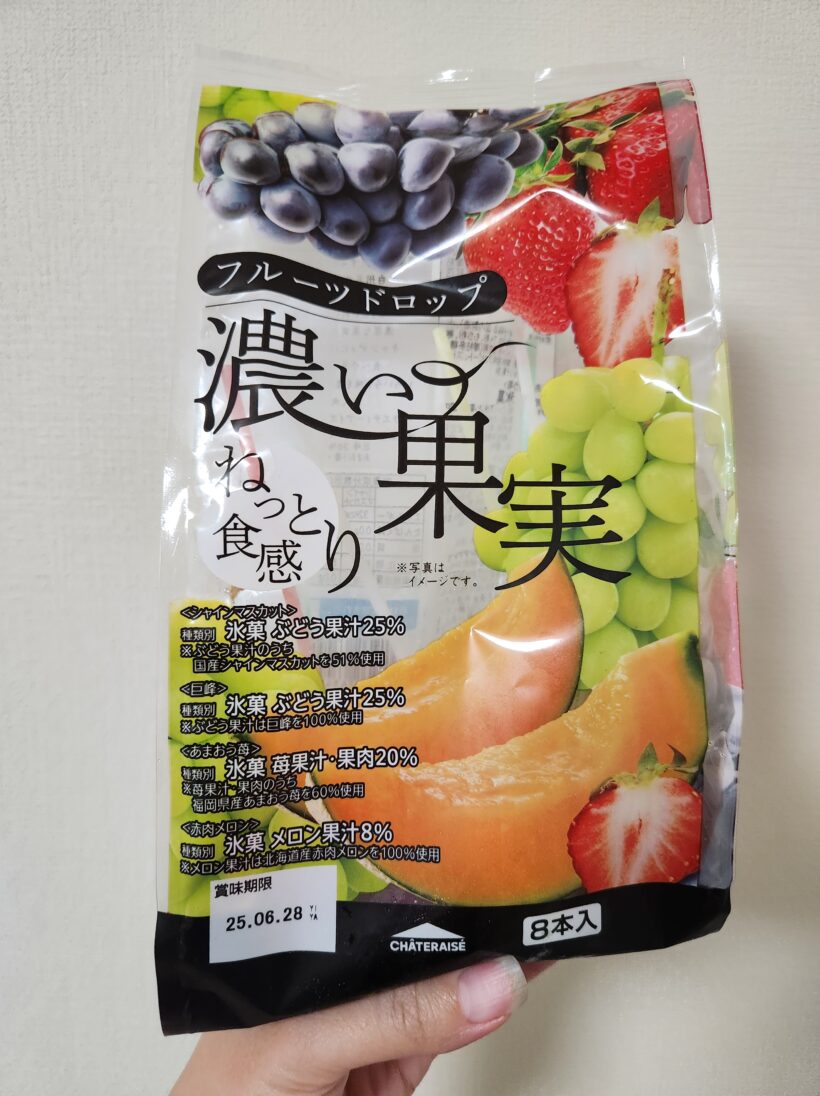 フルーツドロップ
濃い果実
ねっとり
食感
※写真は
イメージです。
<シャインマスカット>
種類別 氷菓 ぶどう果汁25%
※ぶどう果汁のうち
国産シャインマスカットを51%使用
<巨峰>
種類別 氷菓 ぶどう果汁25%
※ぶどう果汁は巨峰を100%使用
<あまおう苺>
種類別 氷菓 苺果汁・果肉20%
※苺果汁・果肉のうち
福岡県産あまおう苺を60%使用
<赤肉メロン>
種類別 氷菓 メロン果汁8%
※メロン果汁は北海道産赤肉メロンを100%使用
賞味期限
25.06.28
CHÂTERAISÉ
8本入